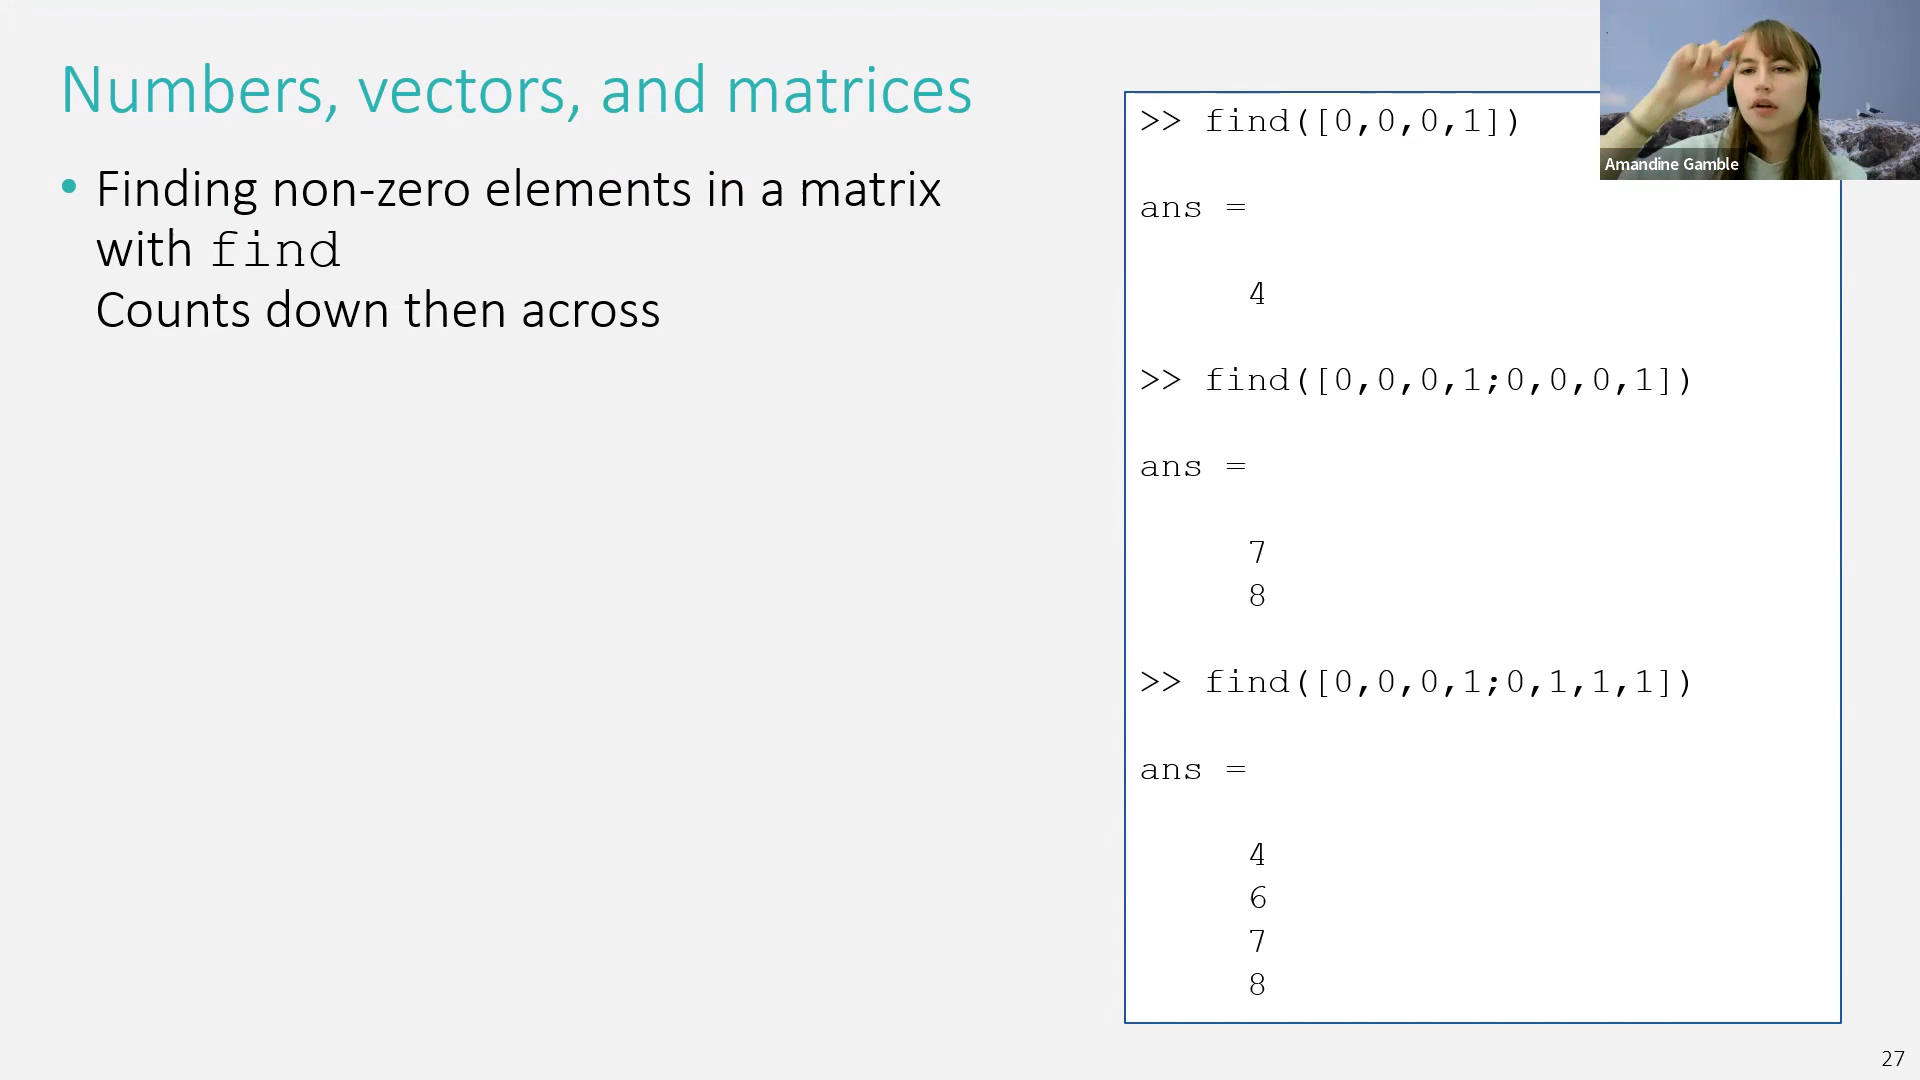 Numbers, vectors, and matrices
• Finding non-zero elements in a matrix
with find
Counts down then across
>> find([0,0,0,1])
ans =
4
>> find([0,0,0,1;0,0,0,1])
ans =
7
8
>> find([0,0,0,1;0,1,1,1])
ans =
4
6
7
8
Amandine Gamble
27